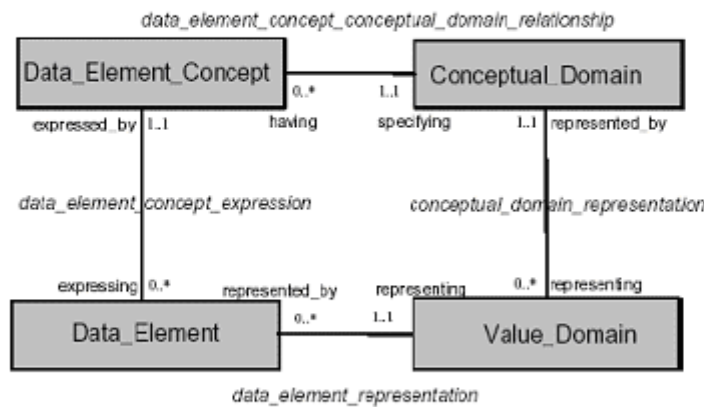 data_element_concept_conceptual_domain_relationship
Data_Element_Concept
Conceptual_Domain
0..*
1..1
expressed_by
1..1
having
specifying
1..1
represented_by
data_element_concept_expression
conceptual_domain_representation
expressing
0..*
represented_by
representing
0..*
representing
Data_Element
0..*
1..1
Value_Domain
data_element_representation